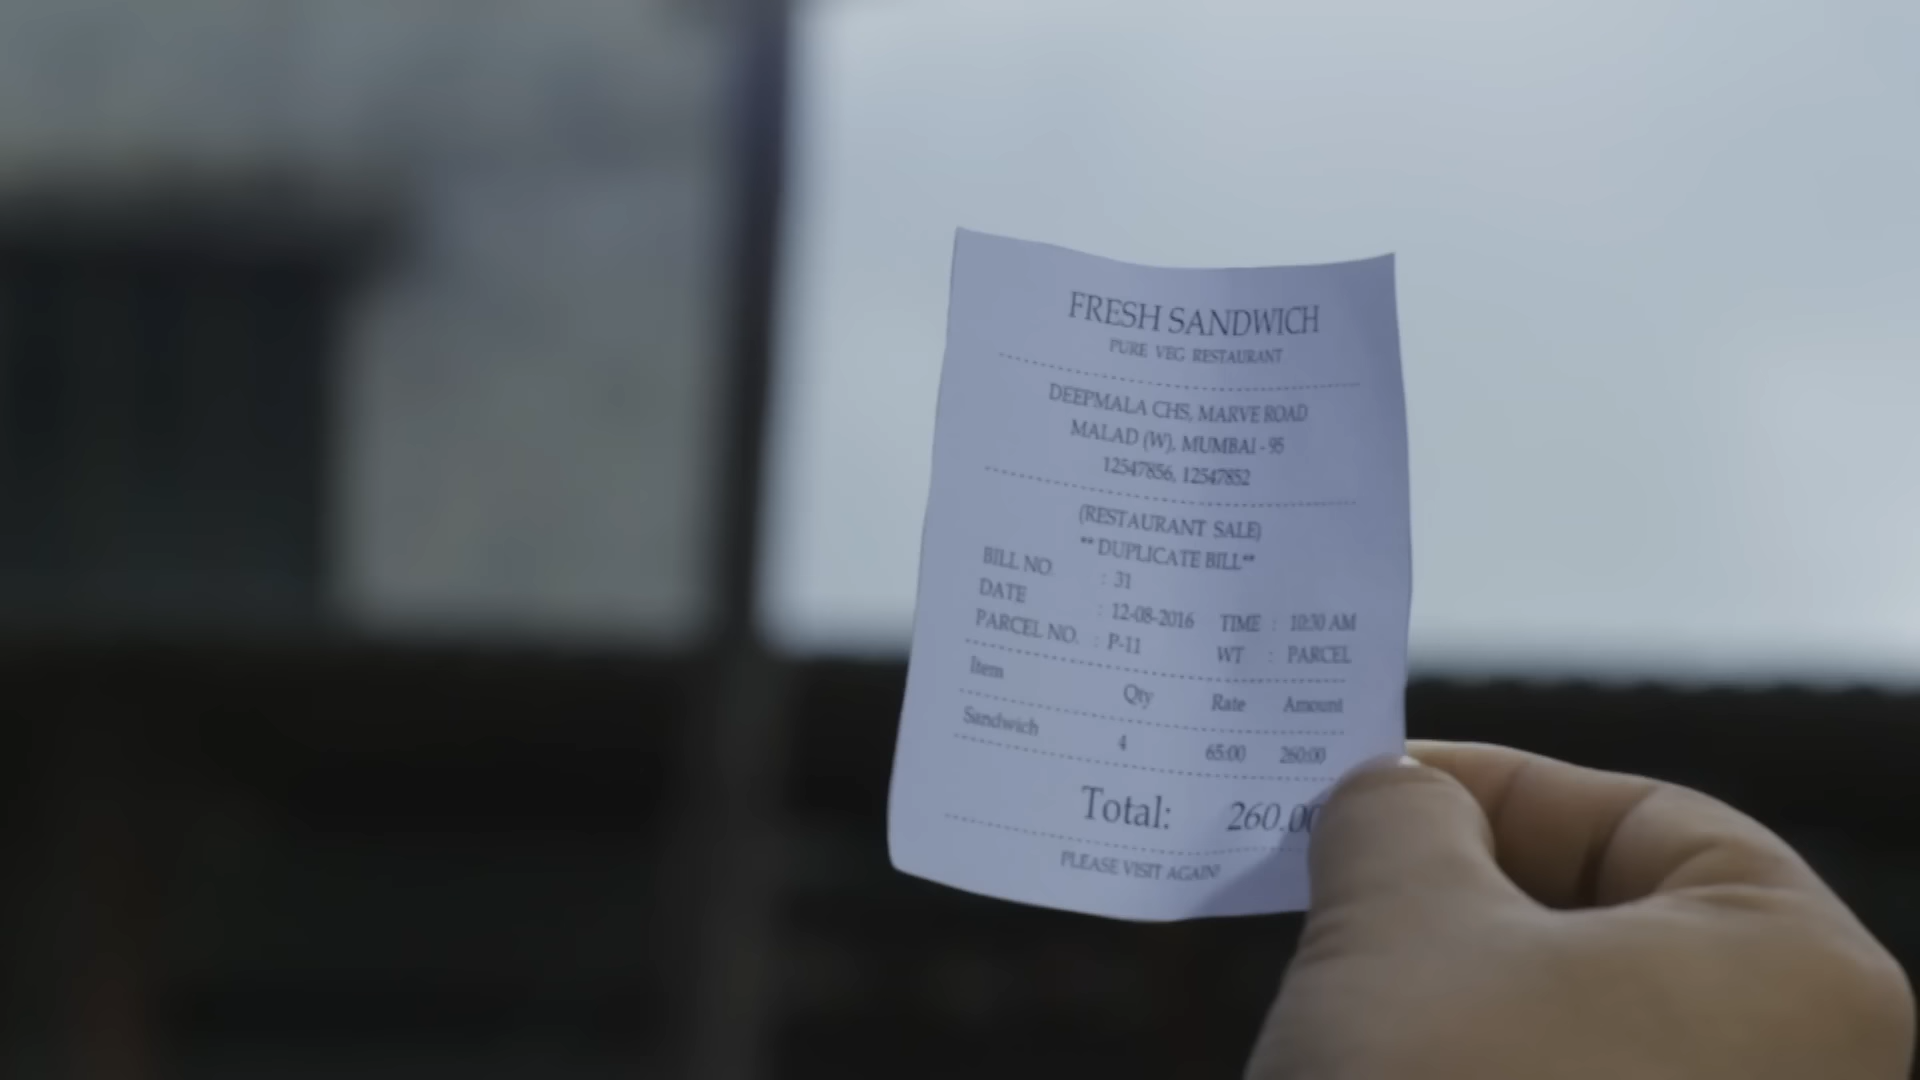 FRESH SANDWICH
PURE VEG RESTAURANT
DEEPMALA CHS, MARVE ROAD
MALAD (W), MUMBAI - 95
12547856, 12547852
(RESTAURANT SALE)
** DUPLICATE BILL**
BILL NO. : 31
DATE : 12-08-2016 TIME : 10:30 AM
PARCEL NO. : P-11 WT : PARCEL
Item Qty Rate Amount
Sandwich 4 65:00 260:00
Total: 260.00
PLEASE VISIT AGAIN!